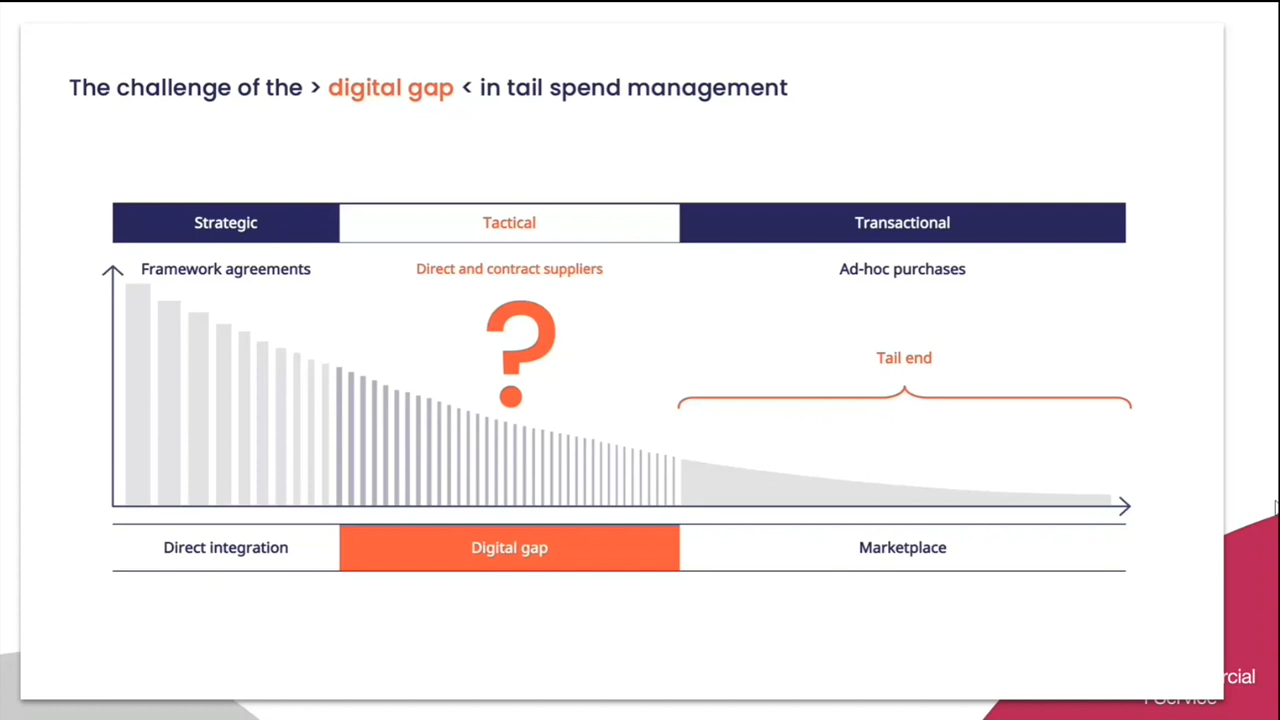 The challenge of the > digital gap < in tail spend management
Strategic
Tactical
Transactional
Framework agreements
Direct and contract suppliers
Ad-hoc purchases
?
Tail end
Direct integration
Digital gap
Marketplace